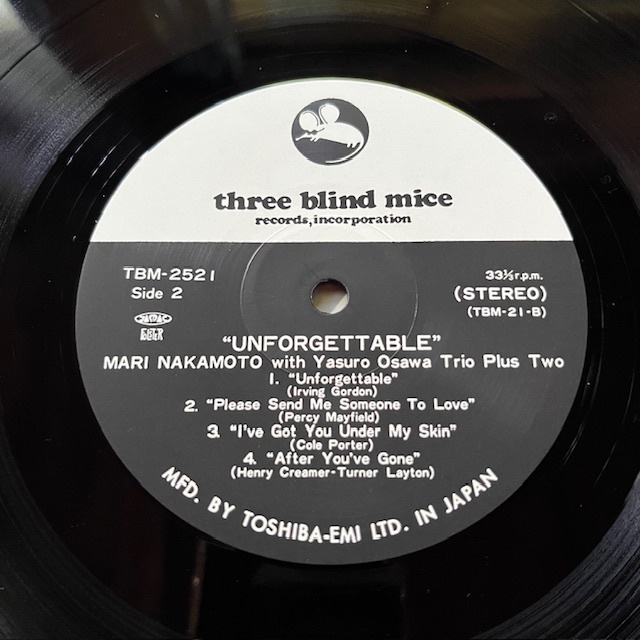 three blind mice
records, incorporation
TBM-2521
Side 2
33⅓ r.p.m.
(STEREO)
(TBM-21-B)
"UNFORGETTABLE"
MARI NAKAMOTO with Yasuro Osawa Trio Plus Two
1. "Unforgettable"
(Irving Gordon)
2. "Please Send Me Someone To Love"
(Percy Mayfield)
3. "I've Got You Under My Skin"
(Cole Porter)
4. "After You've Gone"
(Henry Creamer-Turner Layton)
MFD. BY TOSHIBA-EMI LTD. IN JAPAN